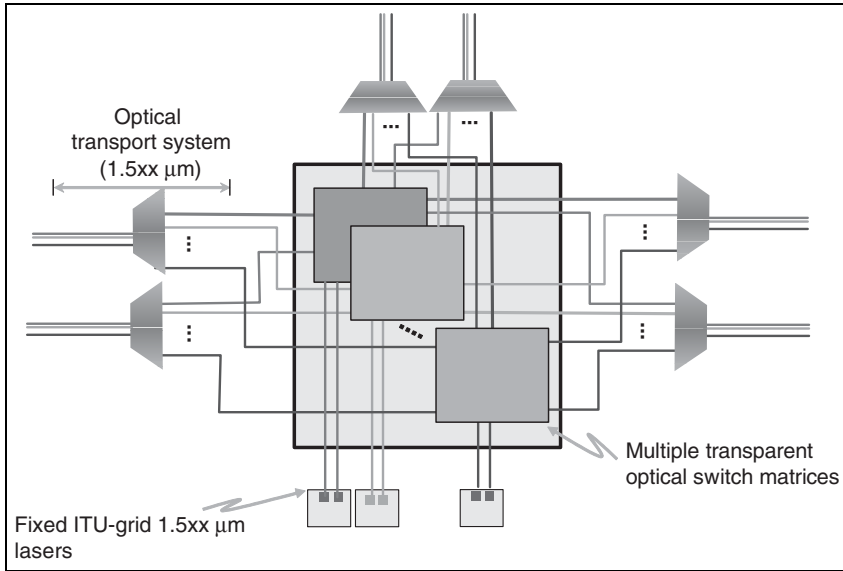 Optical
transport system
(1.5xx μm)
Multiple transparent
optical switch matrices
Fixed ITU-grid 1.5xx μm
lasers